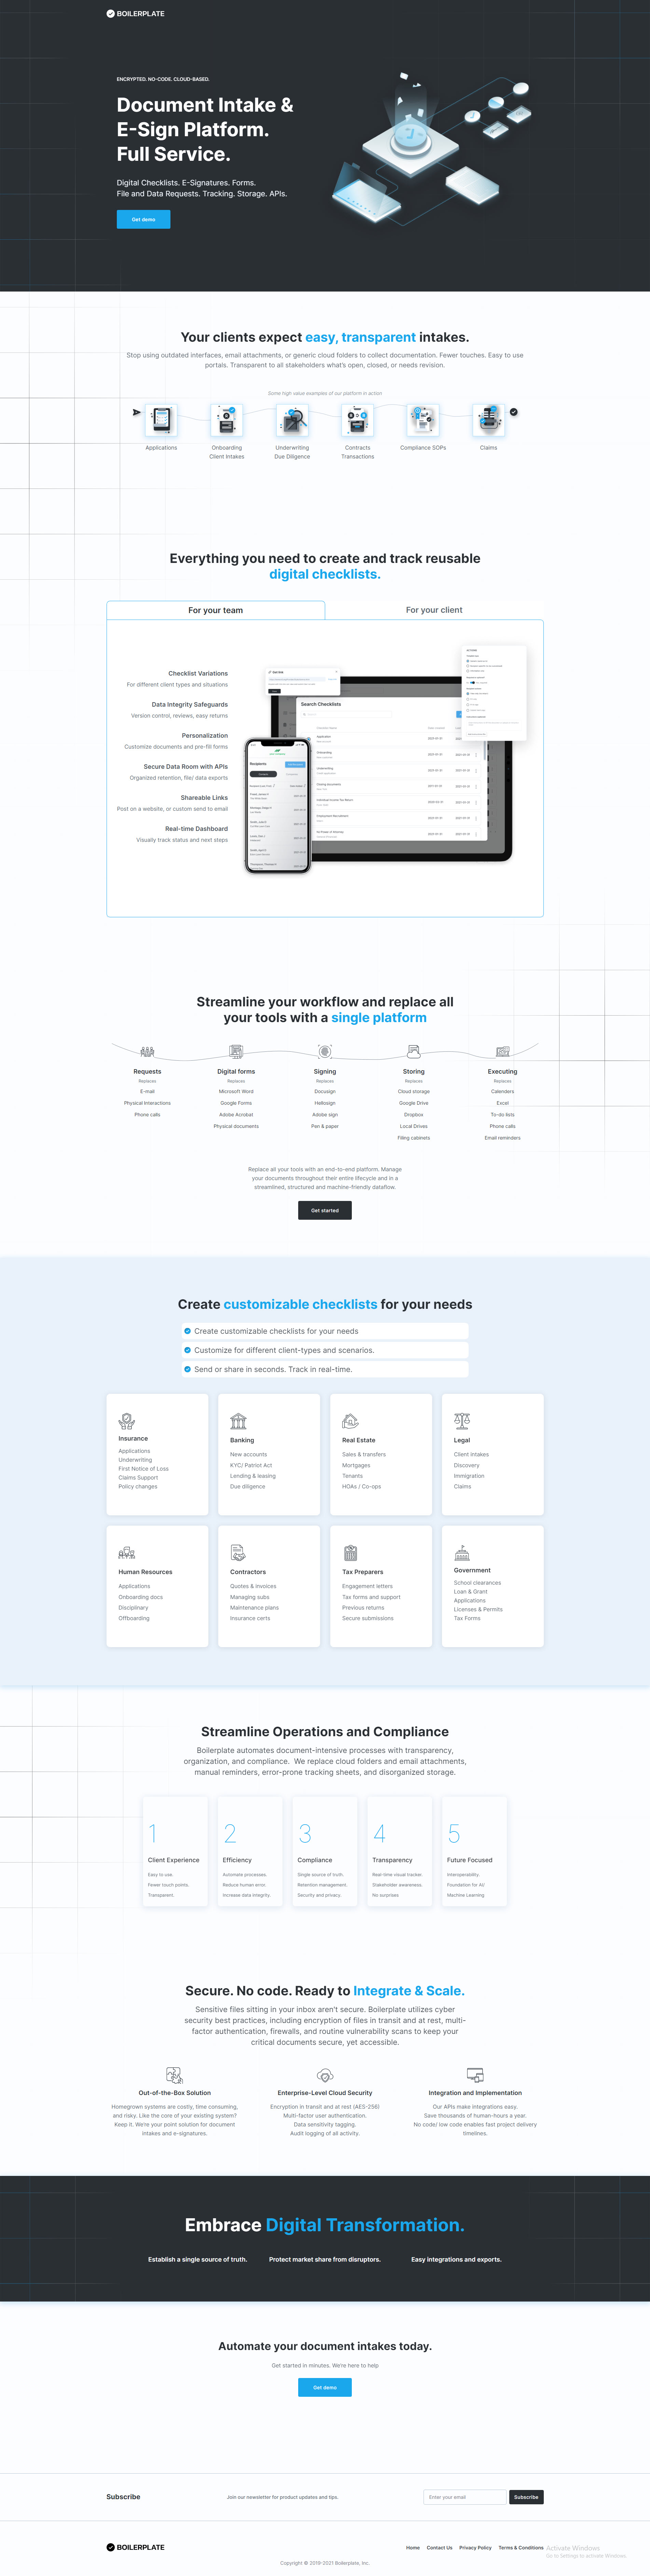 BOILERPLATE
ENCRYPTED. NO-CODE. CLOUD-BASED.
Document Intake &
E-Sign Platform.
Full Service.
Digital Checklists. E-Signatures. Forms.
File and Data Requests. Tracking. Storage. APIs.
Get demo
Your clients expect easy, transparent intakes.
Stop using outdated interfaces, email attachments, or generic cloud folders to collect documentation. Fewer touches. Easy to use
portals. Transparent to all stakeholders what's open, closed, or needs revision.
Some high value examples of our platform in action
Applications
Onboarding
Client Intakes
Underwriting
Due Diligence
Contracts
Transactions
Compliance SOPs
Claims
Everything you need to create and track reusable
digital checklists.
For your team
For your client
Checklist Variations
For different client types and situations
Data Integrity Safeguards
Version control, reviews, easy returns
Personalization
Customize documents and pre-fill forms
Secure Data Room with APIs
Organized retention, file/ data exports
Shareable Links
Post on a website, or custom send to email
Real-time Dashboard
Visually track status and next steps
Search Checklists
Recipients
Streamline your workflow and replace all
your tools with a single platform
Requests
Replaces
E-mail
Physical Interactions
Phone calls
Digital forms
Replaces
Microsoft Word
Google Forms
Adobe Acrobat
Physical documents
Signing
Replaces
Docusign
Hellosign
Adobe sign
Pen & paper
Storing
Replaces
Cloud storage
Google Drive
Dropbox
Local Drives
Filing cabinets
Executing
Replaces
Calenders
Excel
To-do lists
Phone calls
Email reminders
Replace all your tools with an end-to-end platform. Manage
your documents throughout their entire lifecycle and in a
streamlined, structured and machine-friendly dataflow.
Get started
Create customizable checklists for your needs
Create customizable checklists for your needs
Customize for different client-types and scenarios.
Send or share in seconds. Track in real-time.
Insurance
Applications
Underwriting
First Notice of Loss
Claims Support
Policy changes
Banking
New accounts
KYC/ Patriot Act
Lending & leasing
Due diligence
Real Estate
Sales & transfers
Mortgages
Tenants
HOAs / Co-ops
Legal
Client intakes
Discovery
Immigration
Claims
Human Resources
Applications
Onboarding docs
Disciplinary
Offboarding
Contractors
Quotes & invoices
Managing subs
Maintenance plans
Insurance certs
Tax Preparers
Engagement letters
Tax forms and support
Previous returns
Secure submissions
Government
School clearances
Loan & Grant
Applications
Licenses & Permits
Tax Forms
Streamline Operations and Compliance
Boilerplate automates document-intensive processes with transparency,
organization, and compliance. We replace cloud folders and email attachments,
manual reminders, error-prone tracking sheets, and disorganized storage.
1
Client Experience
Easy to use.
Fewer touch points.
Transparent.
2
Efficiency
Automate processes.
Reduce human error.
Increase data integrity.
3
Compliance
Single source of truth.
Retention management.
Security and privacy.
4
Transparency
Real-time visual tracker.
Stakeholder awareness.
No surprises
5
Future Focused
Interoperability.
Foundation for AI/
Machine Learning
Secure. No code. Ready to Integrate & Scale.
Sensitive files sitting in your inbox aren't secure. Boilerplate utilizes cyber
security best practices, including encryption of files in transit and at rest, multi-
factor authentication, firewalls, and routine vulnerability scans to keep your
critical documents secure, yet accessible.
Out-of-the-Box Solution
Homegrown systems are costly, time consuming,
and risky. Like the core of your existing system?
Keep it. We're your point solution for document
intakes and e-signatures.
Enterprise-Level Cloud Security
Encryption in transit and at rest (AES-256)
Multi-factor user authentication.
Data sensitivity tagging.
Audit logging of all activity.
Integration and Implementation
Our APIs make integrations easy.
Save thousands of human-hours a year.
No code/ low code enables fast project delivery
timelines.
Embrace Digital Transformation.
Establish a single source of truth.
Protect market share from disruptors.
Easy integrations and exports.
Automate your document intakes today.
Get started in minutes. We're here to help
Get demo
Subscribe
Join our newsletter for product updates and tips.
Enter your email
Subscribe
BOILERPLATE
Home
Contact Us
Privacy Policy
Terms & Conditions
Activate Windows
Go to Settings to activate Windows.
Copyright © 2019-2021 Boilerplate, Inc.